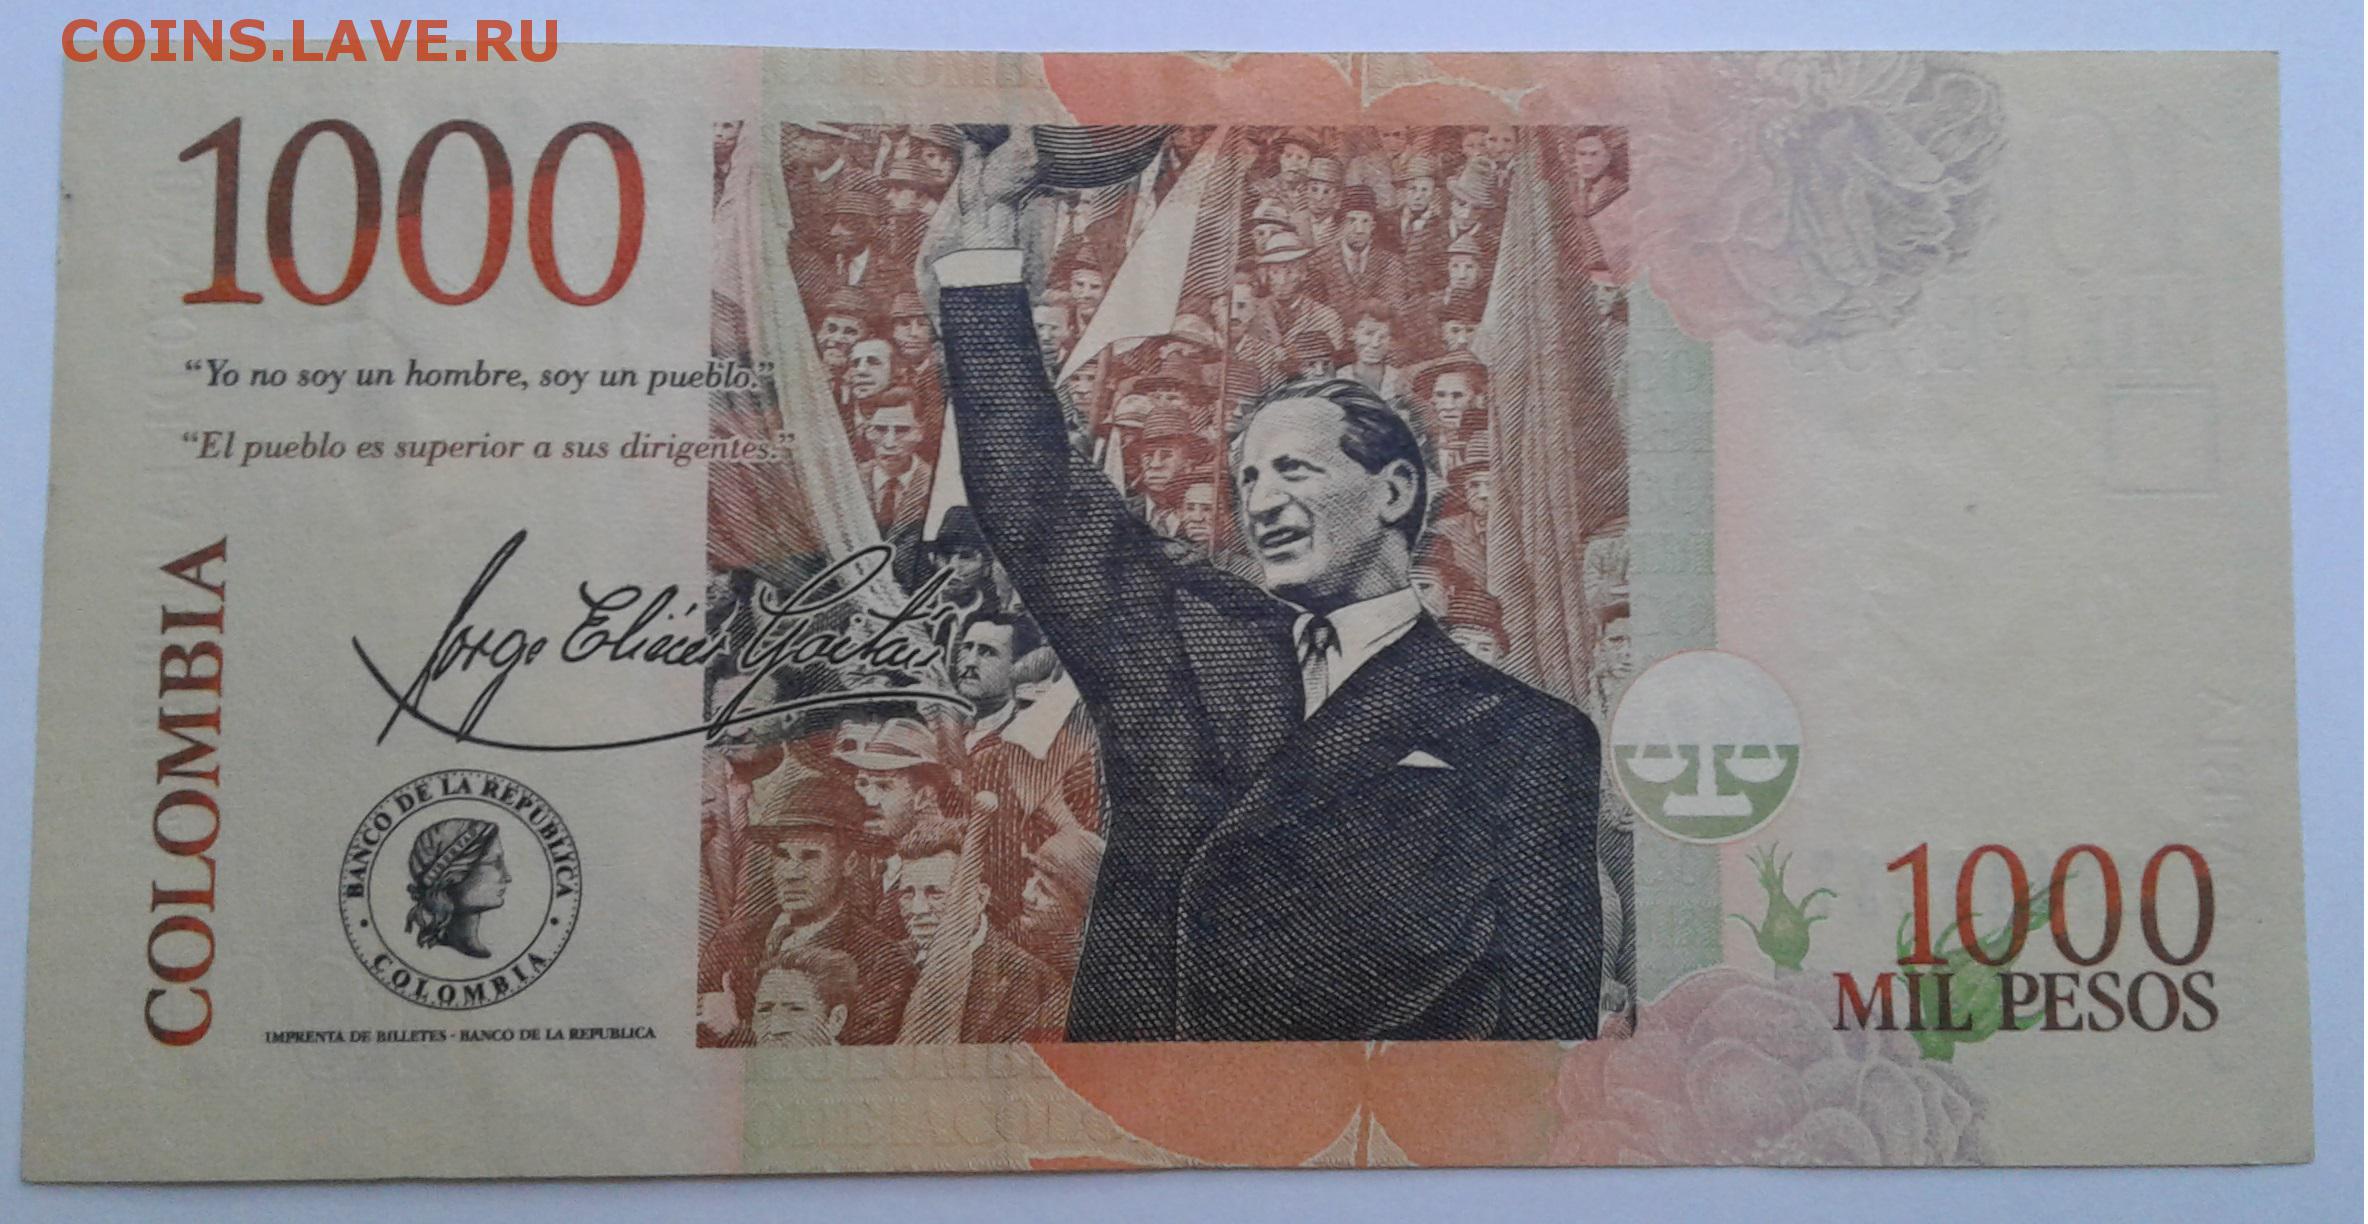 COINS.LAVE.RU
1000
“Yo no soy un hombre, soy un pueblo.”
“El pueblo es superior a sus dirigentes.”
COLOMBIA
Jorge Eliécer Gaitán
BANCO DE LA REPUBLICA
COLOMBIA
IMPRENTA DE BILLETES - BANCO DE LA REPUBLICA
1000
MIL PESOS